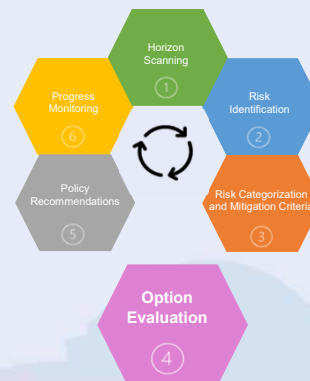 Horizon
Scanning
1
Risk
Identification
2
Risk Categorization
and Mitigation Criteria
3
Option
Evaluation
4
Policy
Recommendations
5
Progress
Monitoring
6